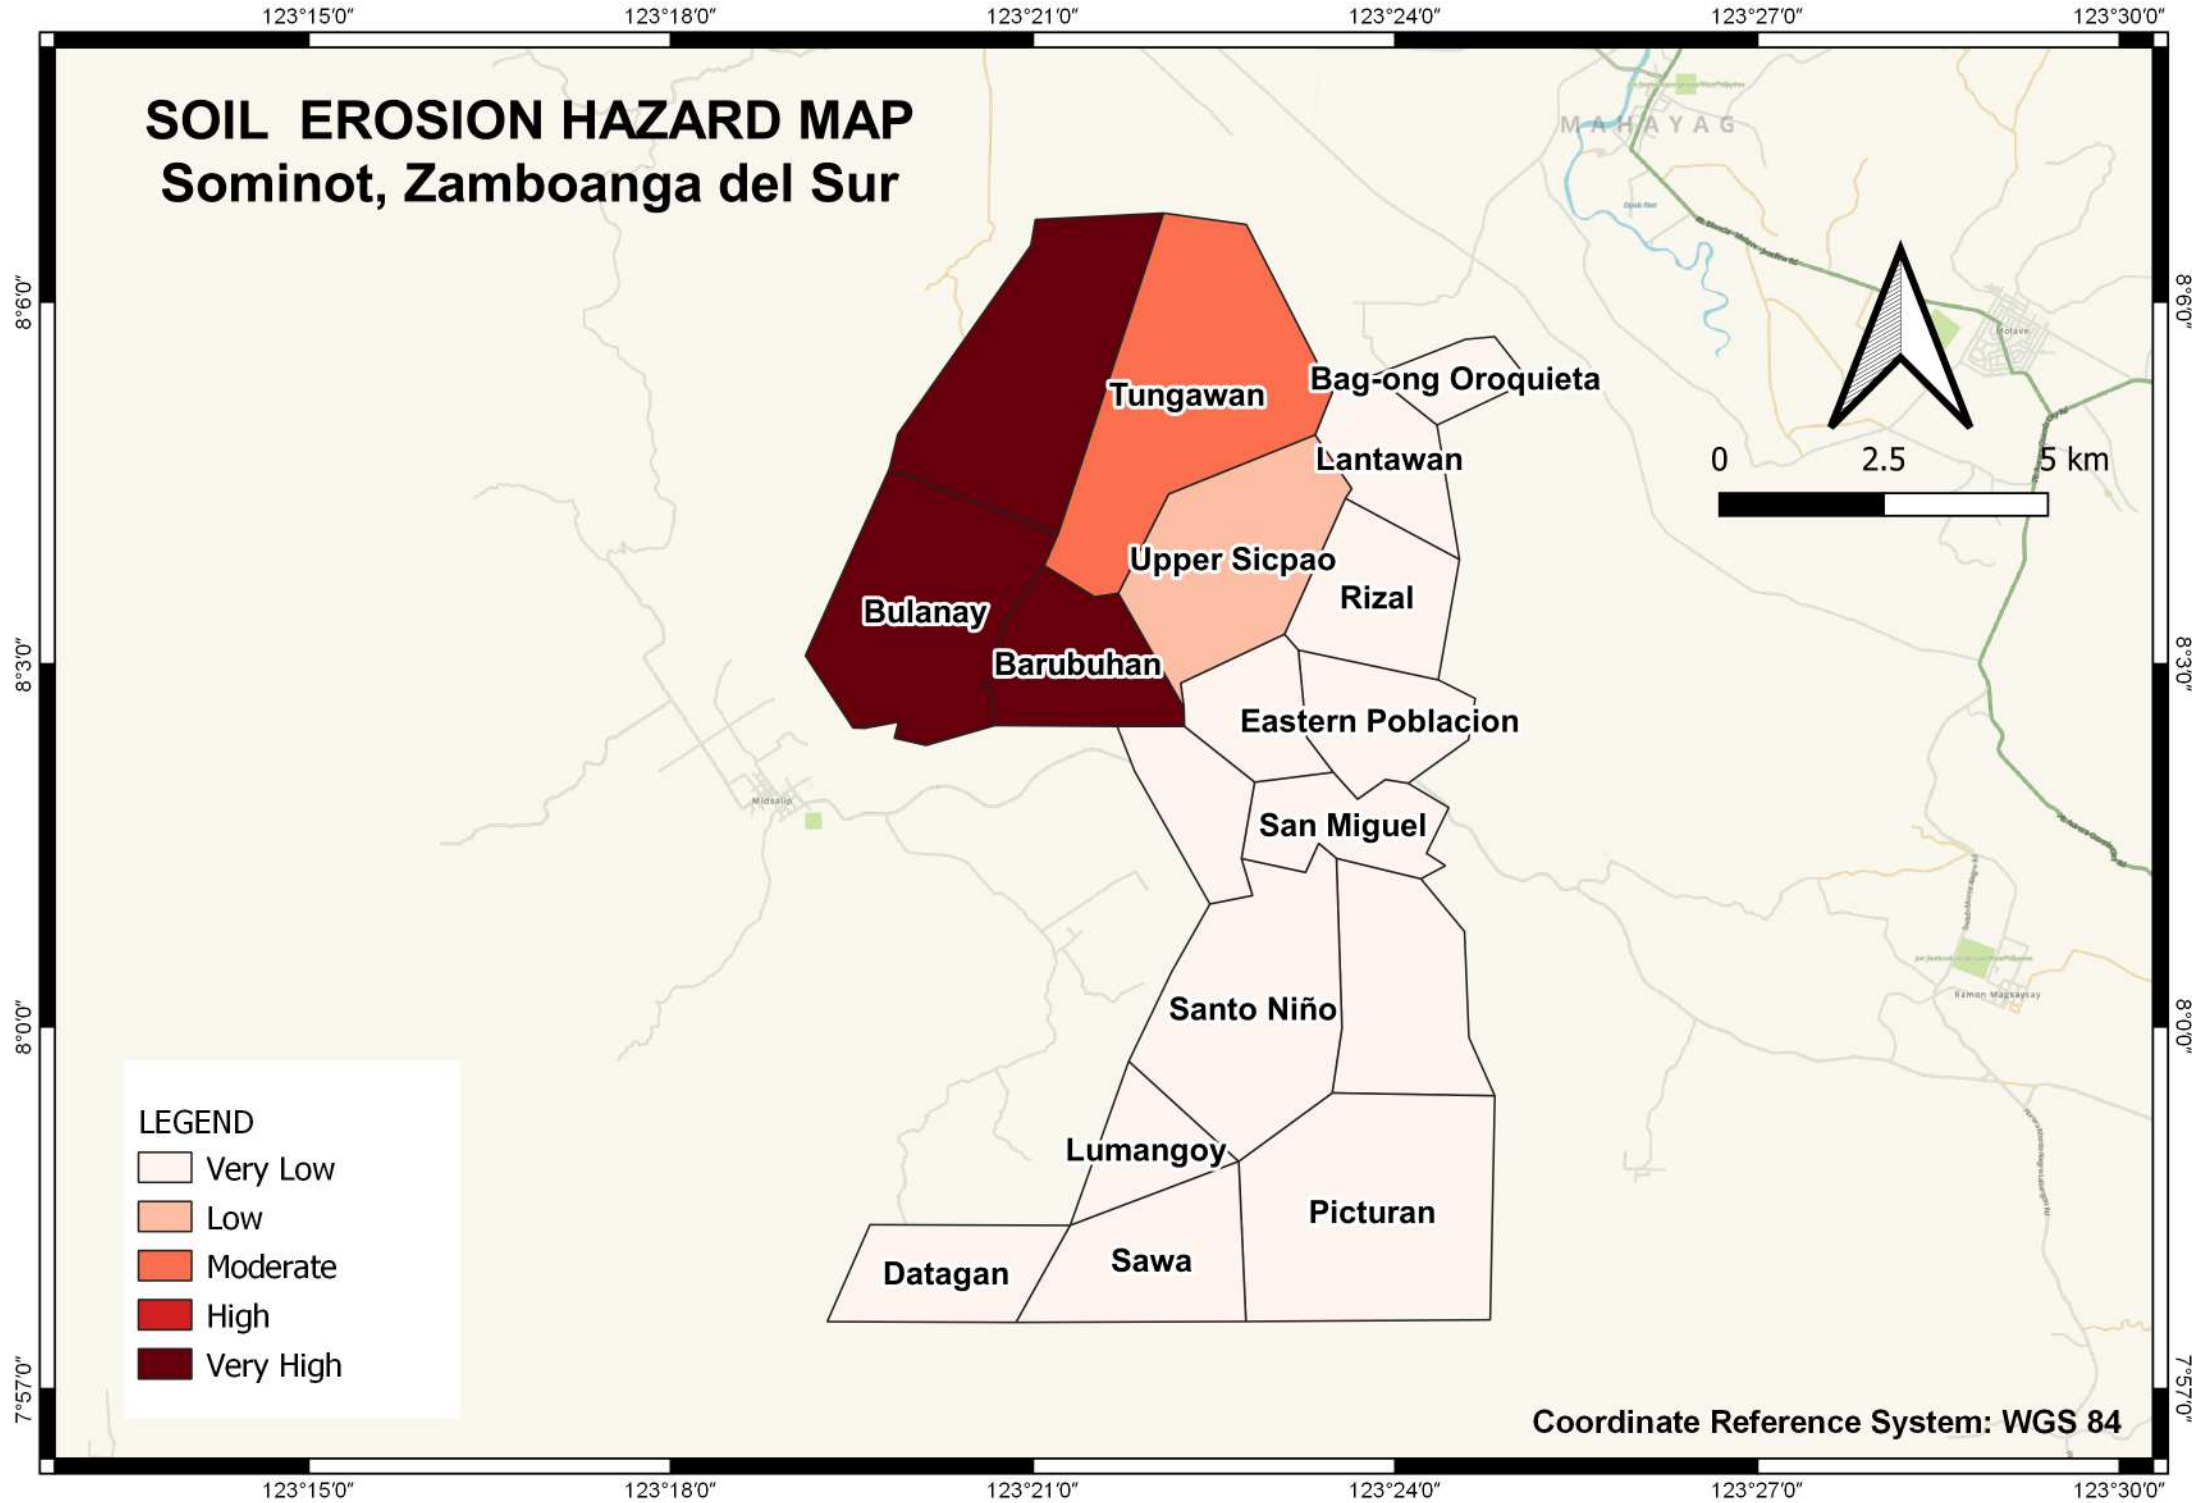 123°15′0″ 123°18′0″ 123°21′0″ 123°24′0″ 123°27′0″ 123°30′0″
SOIL EROSION HAZARD MAP
Sominot, Zamboanga del Sur
MAHAYAG
8°6′0″ 8°6′0″
Molave
Bag-ong Oroquieta
Tungawan
Lantawan
0 2.5 5 km
Upper Sicpao
Rizal
Bulanay
Barubuhan
8°3′0″ 8°3′0″
Eastern Poblacion
Midsalip
San Miguel
Ramon Magsaysay
Santo Niño
8°0′0″ 8°0′0″
LEGEND
Very Low
Low
Moderate
High
Very High
Lumangoy
Picturan
Sawa
Datagan
7°57′0″ 7°57′0″
Coordinate Reference System: WGS 84
123°15′0″ 123°18′0″ 123°21′0″ 123°24′0″ 123°27′0″ 123°30′0″